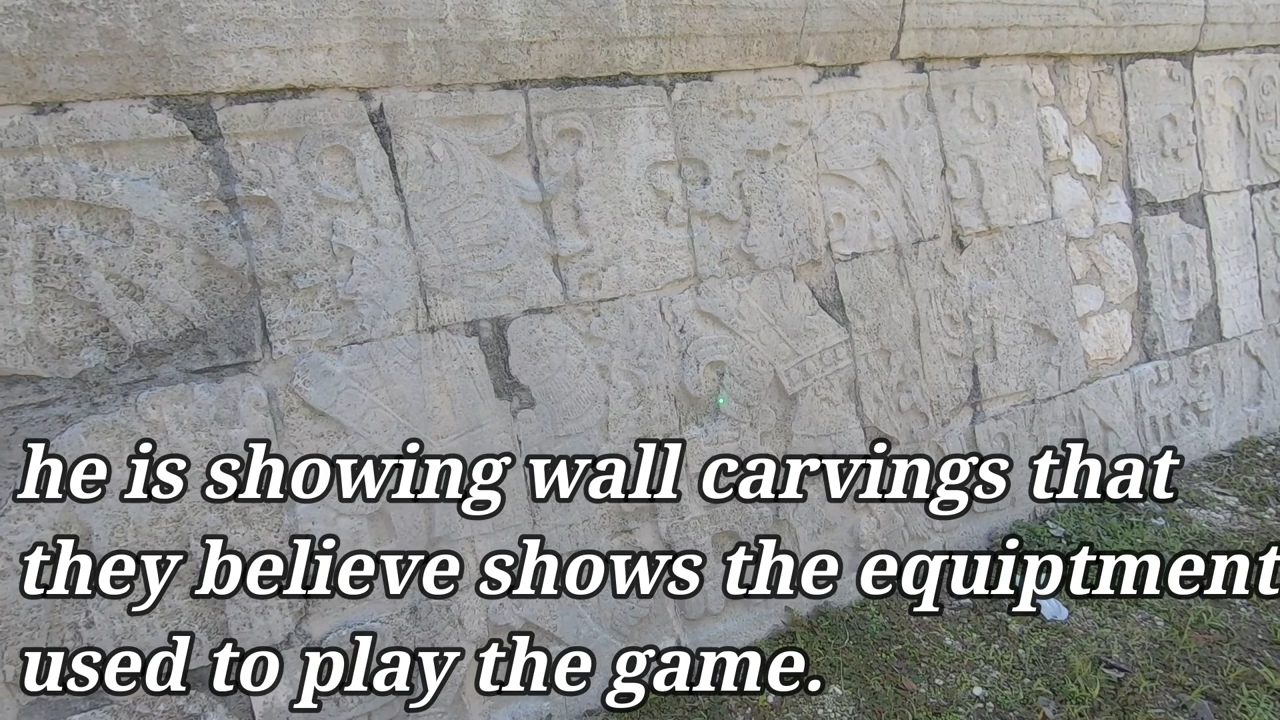 he is showing wall carvings that
they believe shows the equiptment
used to play the game.